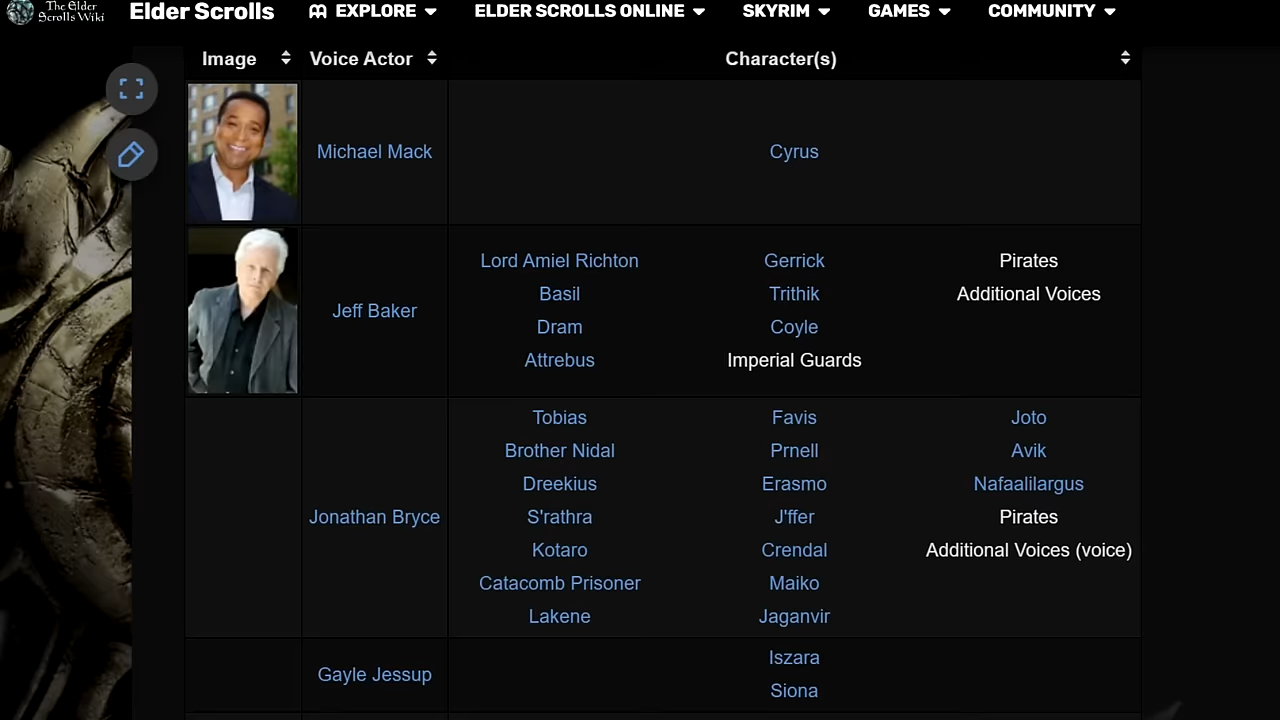 The Elder
Scrolls Wiki
Elder Scrolls
EXPLORE
ELDER SCROLLS ONLINE
SKYRIM
GAMES
COMMUNITY
Image
Voice Actor
Character(s)
Michael Mack
Cyrus
Jeff Baker
Lord Amiel Richton
Basil
Dram
Attrebus
Gerrick
Trithik
Coyle
Imperial Guards
Pirates
Additional Voices
Jonathan Bryce
Tobias
Brother Nidal
Dreekius
S'rathra
Kotaro
Catacomb Prisoner
Lakene
Favis
Prnell
Erasmo
J'ffer
Crendal
Maiko
Jaganvir
Joto
Avik
Nafaalilargus
Pirates
Additional Voices (voice)
Gayle Jessup
Iszara
Siona